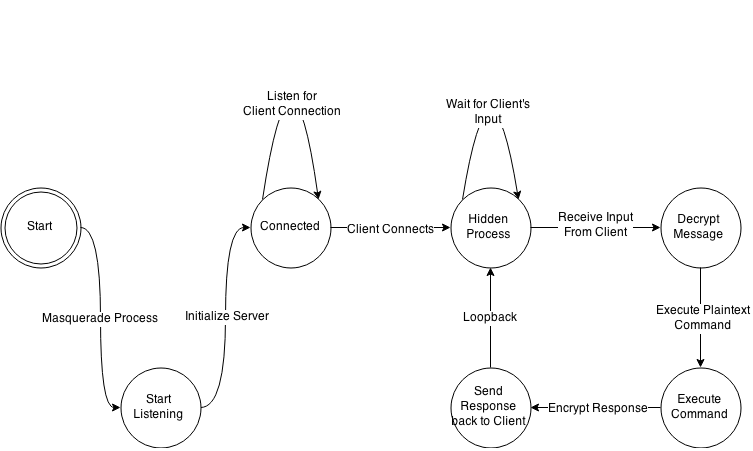 Listen for
Client Connection
Wait for Client's
Input
Start
Connected
Client Connects
Hidden
Process
Receive Input
From Client
Decrypt
Message
Masquerade Process
Initialize Server
Loopback
Execute Plaintext
Command
Start
Listening
Send
Response
back to Client
Encrypt Response
Execute
Command